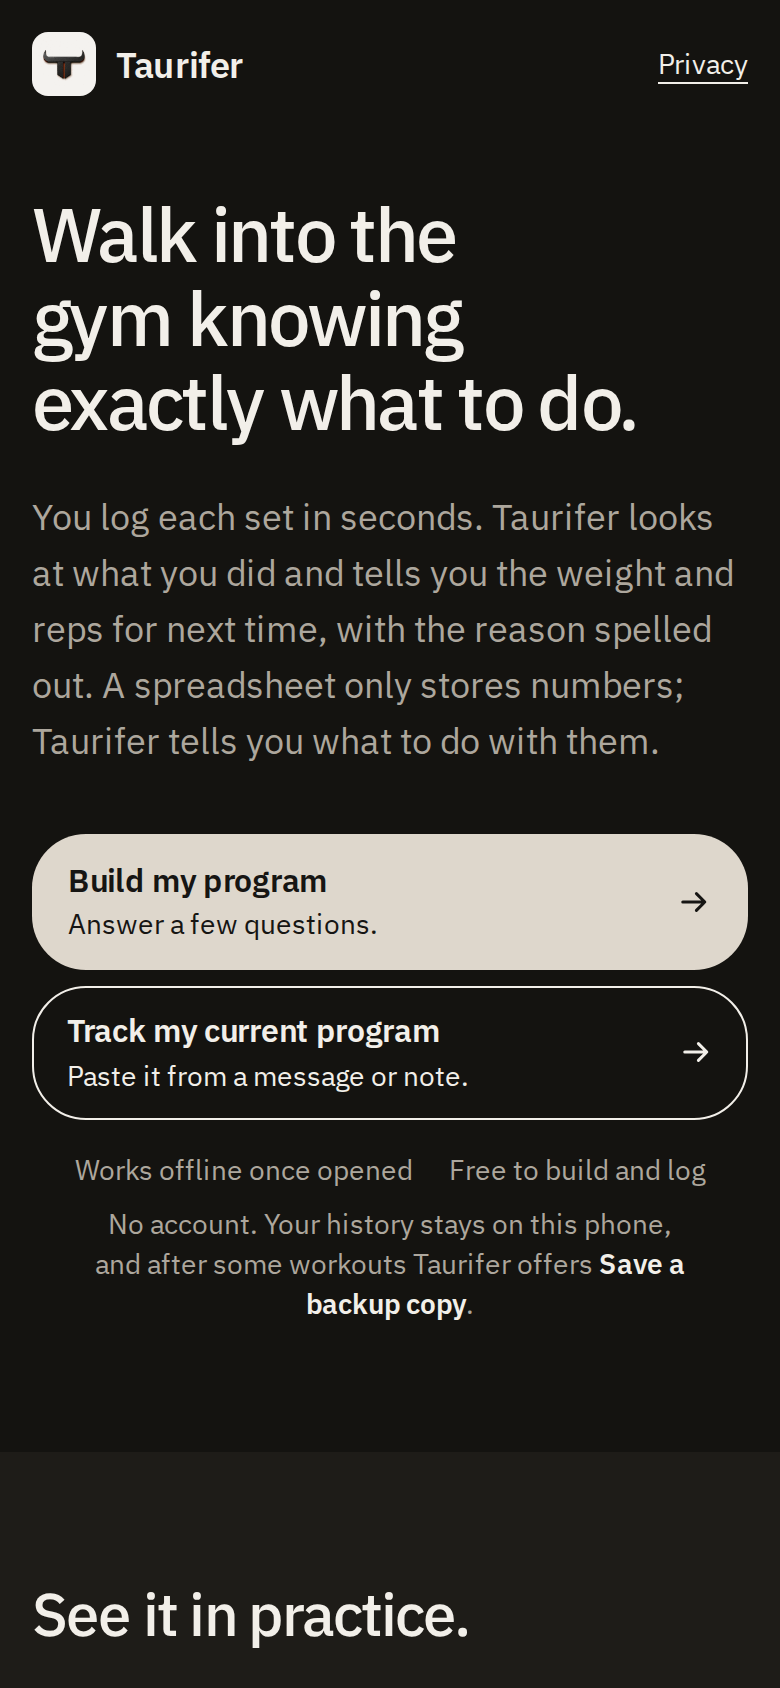 Taurifer
Privacy
Walk into the
gym knowing
exactly what to do.
You log each set in seconds. Taurifer looks
at what you did and tells you the weight and
reps for next time, with the reason spelled
out. A spreadsheet only stores numbers;
Taurifer tells you what to do with them.
Build my program
Answer a few questions.
Track my current program
Paste it from a message or note.
Works offline once opened Free to build and log
No account. Your history stays on this phone,
and after some workouts Taurifer offers Save a
backup copy.
See it in practice.